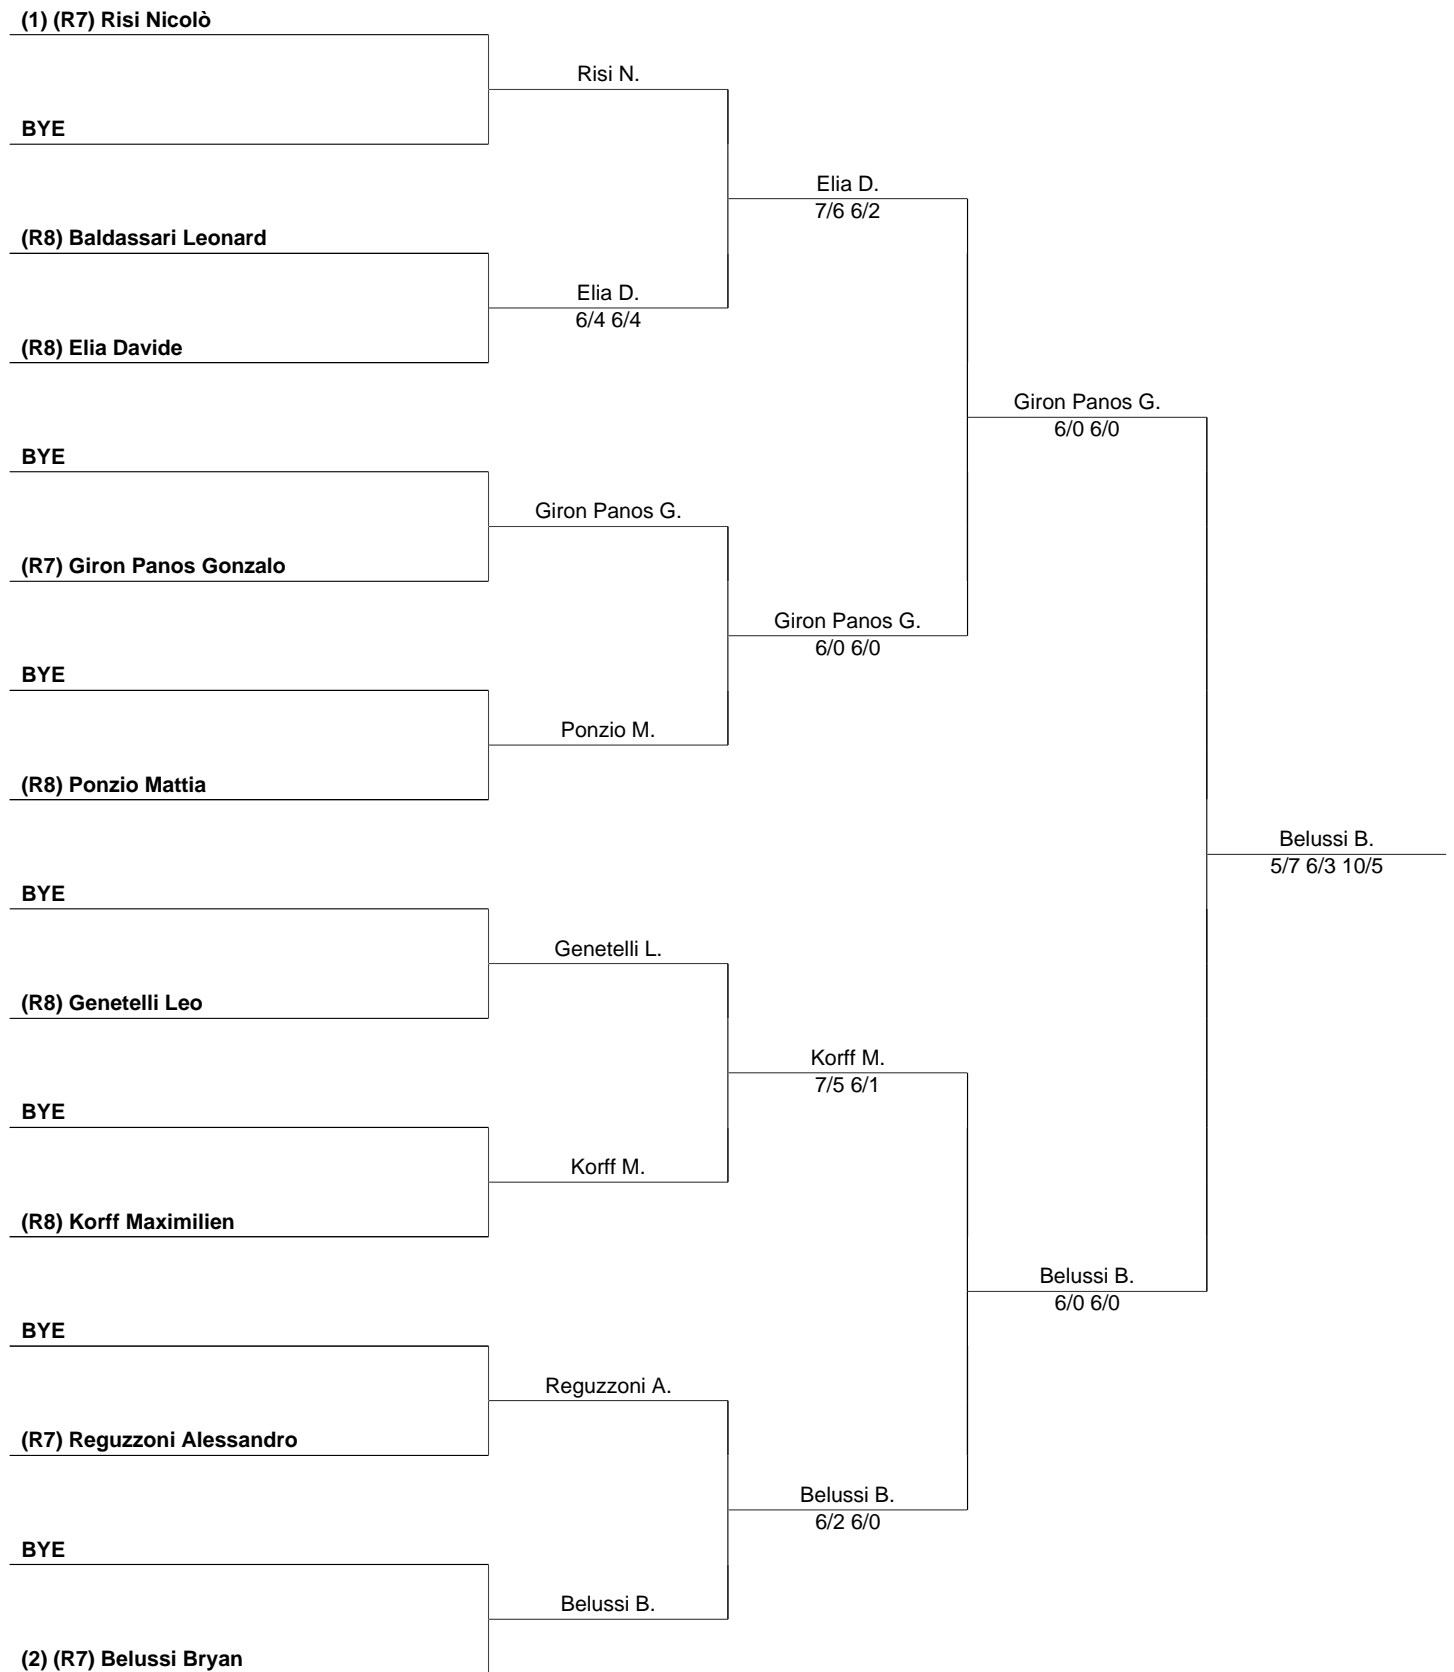 (1) (R7) Risi Nicolò
Risi N.
BYE
Elia D.
7/6 6/2
(R8) Baldassari Leonard
Elia D.
6/4 6/4
(R8) Elia Davide
Giron Panos G.
6/0 6/0
BYE
Giron Panos G.
(R7) Giron Panos Gonzalo
Giron Panos G.
6/0 6/0
BYE
Ponzio M.
(R8) Ponzio Mattia
Belussi B.
5/7 6/3 10/5
BYE
Genetelli L.
(R8) Genetelli Leo
Korff M.
7/5 6/1
BYE
Korff M.
(R8) Korff Maximilien
Belussi B.
6/0 6/0
BYE
Reguzzoni A.
(R7) Reguzzoni Alessandro
Belussi B.
6/2 6/0
BYE
Belussi B.
(2) (R7) Belussi Bryan